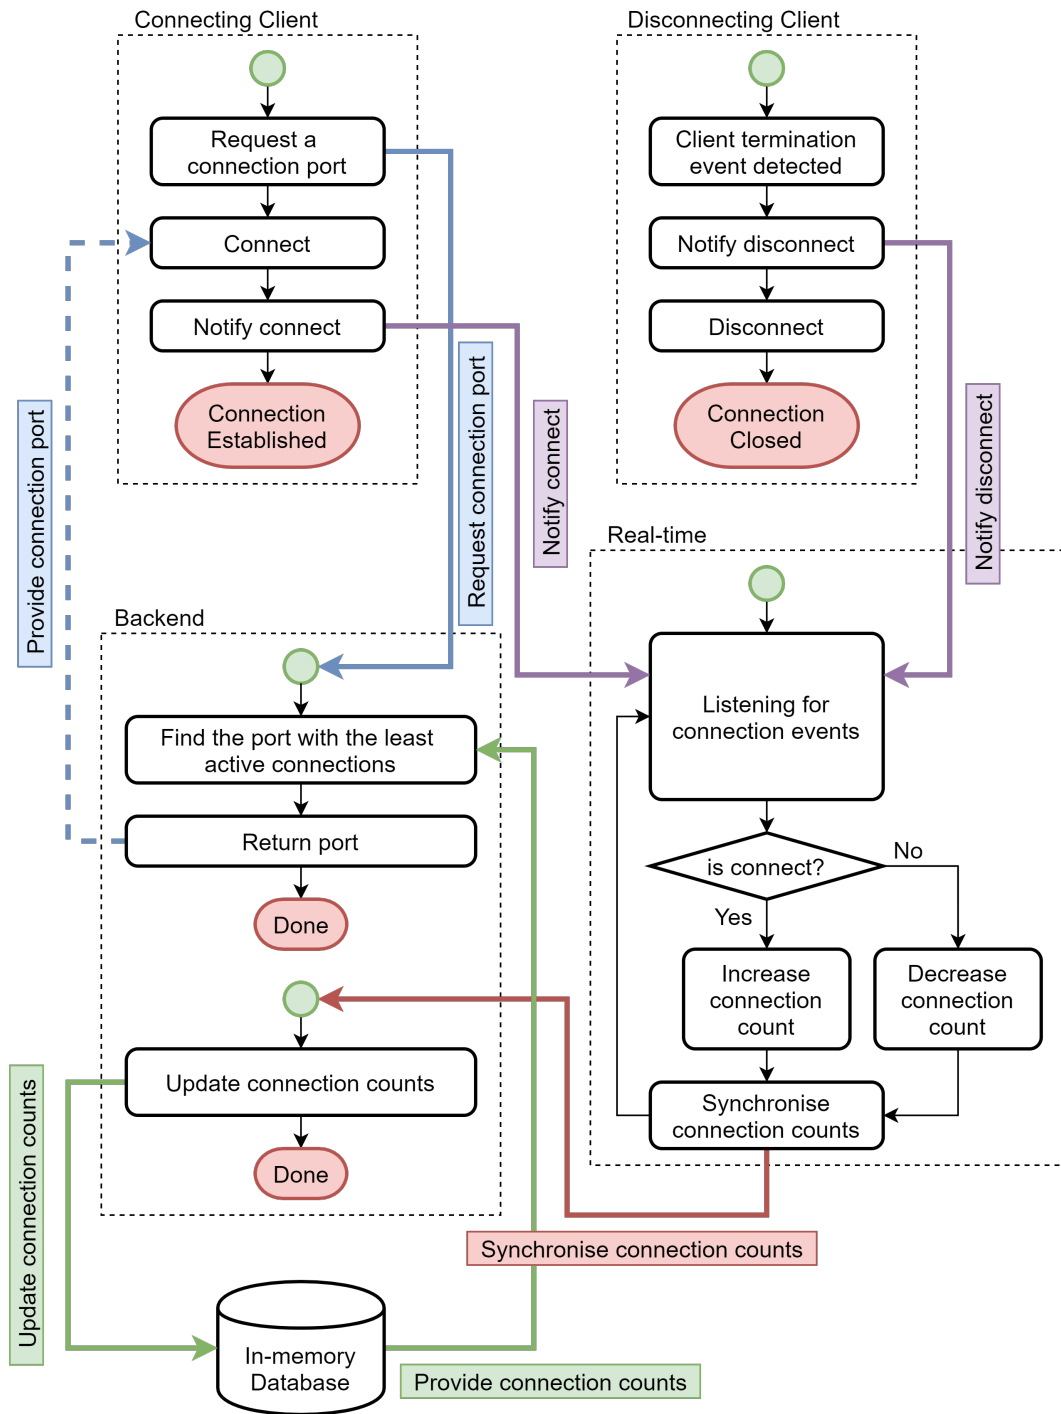 Connecting Client
Request a
connection port
Connect
Notify connect
Connection
Established
Disconnecting Client
Client termination
event detected
Notify disconnect
Disconnect
Connection
Closed
Provide connection port
Request connection port
Notify connect
Notify disconnect
Backend
Find the port with the least
active connections
Return port
Done
Update connection counts
Done
Real-time
Listening for
connection events
is connect?
No
Yes
Increase
connection
count
Decrease
connection
count
Synchronise
connection counts
Update connection counts
Synchronise connection counts
In-memory
Database
Provide connection counts